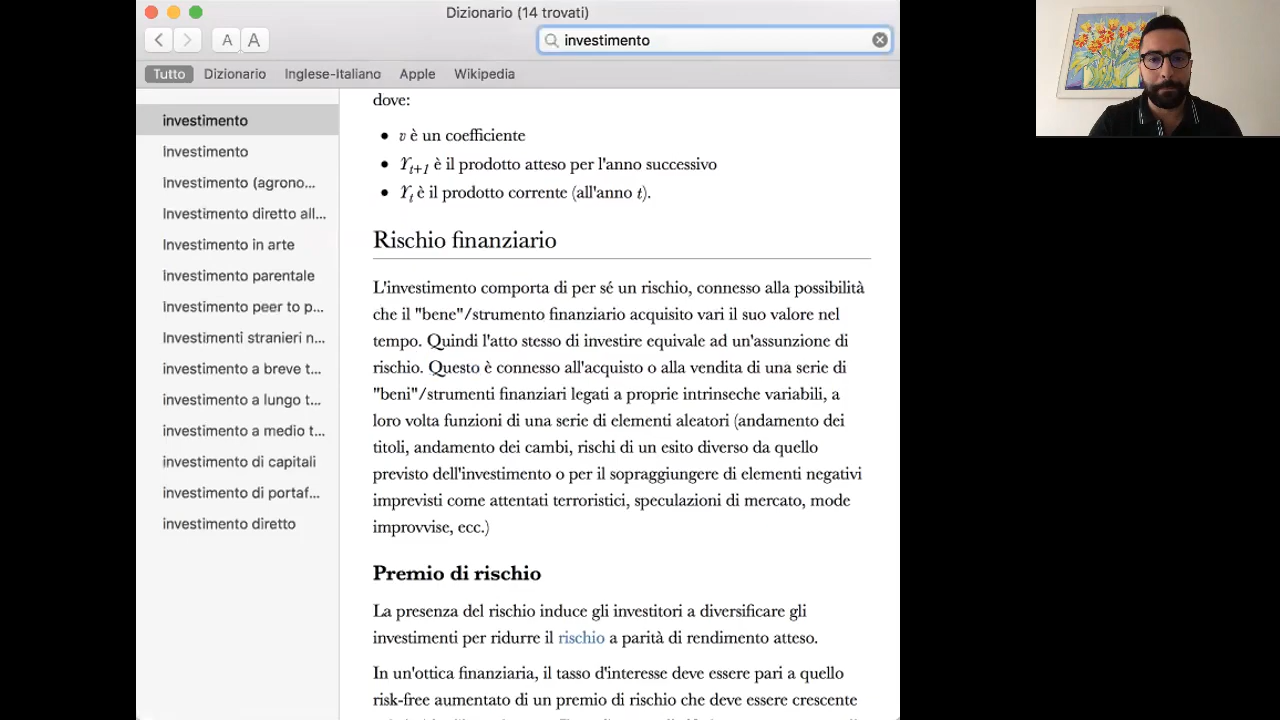 Dizionario (14 trovati)
A A
investimento
Tutto Dizionario Inglese-Italiano Apple Wikipedia
investimento
Investimento
Investimento (agrono...
Investimento diretto all...
Investimento in arte
Investimento parentale
Investimento peer to p...
Investimenti stranieri n...
investimento a breve t...
investimento a lungo t...
investimento a medio t...
investimento di capitali
investimento di portaf...
investimento diretto
dove:
• v è un coefficiente
• Yt+1 è il prodotto atteso per l'anno successivo
• Yt è il prodotto corrente (all'anno t).
Rischio finanziario
L'investimento comporta di per sé un rischio, connesso alla possibilità
che il "bene"/strumento finanziario acquisito vari il suo valore nel
tempo. Quindi l'atto stesso di investire equivale ad un'assunzione di
rischio. Questo è connesso all'acquisto o alla vendita di una serie di
"beni"/strumenti finanziari legati a proprie intrinseche variabili, a
loro volta funzioni di una serie di elementi aleatori (andamento dei
titoli, andamento dei cambi, rischi di un esito diverso da quello
previsto dell'investimento o per il sopraggiungere di elementi negativi
imprevisti come attentati terroristici, speculazioni di mercato, mode
improvvise, ecc.)
Premio di rischio
La presenza del rischio induce gli investitori a diversificare gli
investimenti per ridurre il rischio a parità di rendimento atteso.
In un'ottica finanziaria, il tasso d'interesse deve essere pari a quello
risk-free aumentato di un premio di rischio che deve essere crescente